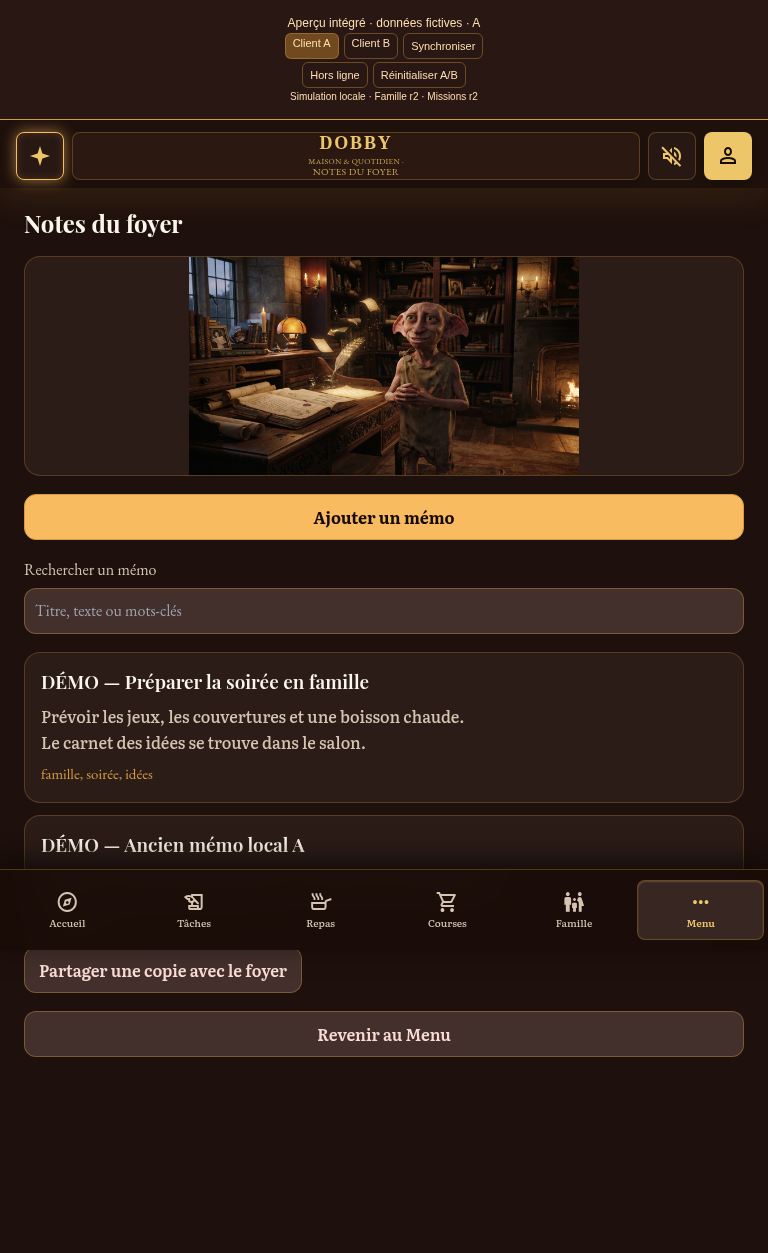 Aperçu intégré · données fictives · A
Client A
Client B
Synchroniser
Hors ligne
Réinitialiser A/B
Simulation locale · Famille r2 · Missions r2
DOBBY
MAISON & QUOTIDIEN ·
NOTES DU FOYER
Notes du foyer
Ajouter un mémo
Rechercher un mémo
Titre, texte ou mots-clés
DÉMO — Préparer la soirée en famille
Prévoir les jeux, les couvertures et une boisson chaude.
Le carnet des idées se trouve dans le salon.
famille, soirée, idées
DÉMO — Ancien mémo local A
Accueil
Tâches
Repas
Courses
Famille
Menu
Partager une copie avec le foyer
Revenir au Menu